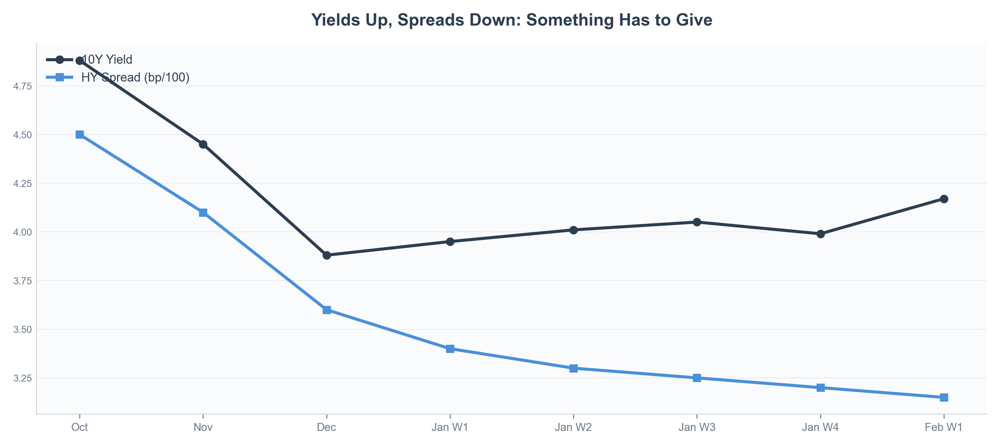 Yields Up, Spreads Down: Something Has to Give
10Y Yield
HY Spread (bp/100)
4.75
4.50
4.25
4.00
3.75
3.50
3.25
Oct Nov Dec Jan W1 Jan W2 Jan W3 Jan W4 Feb W1